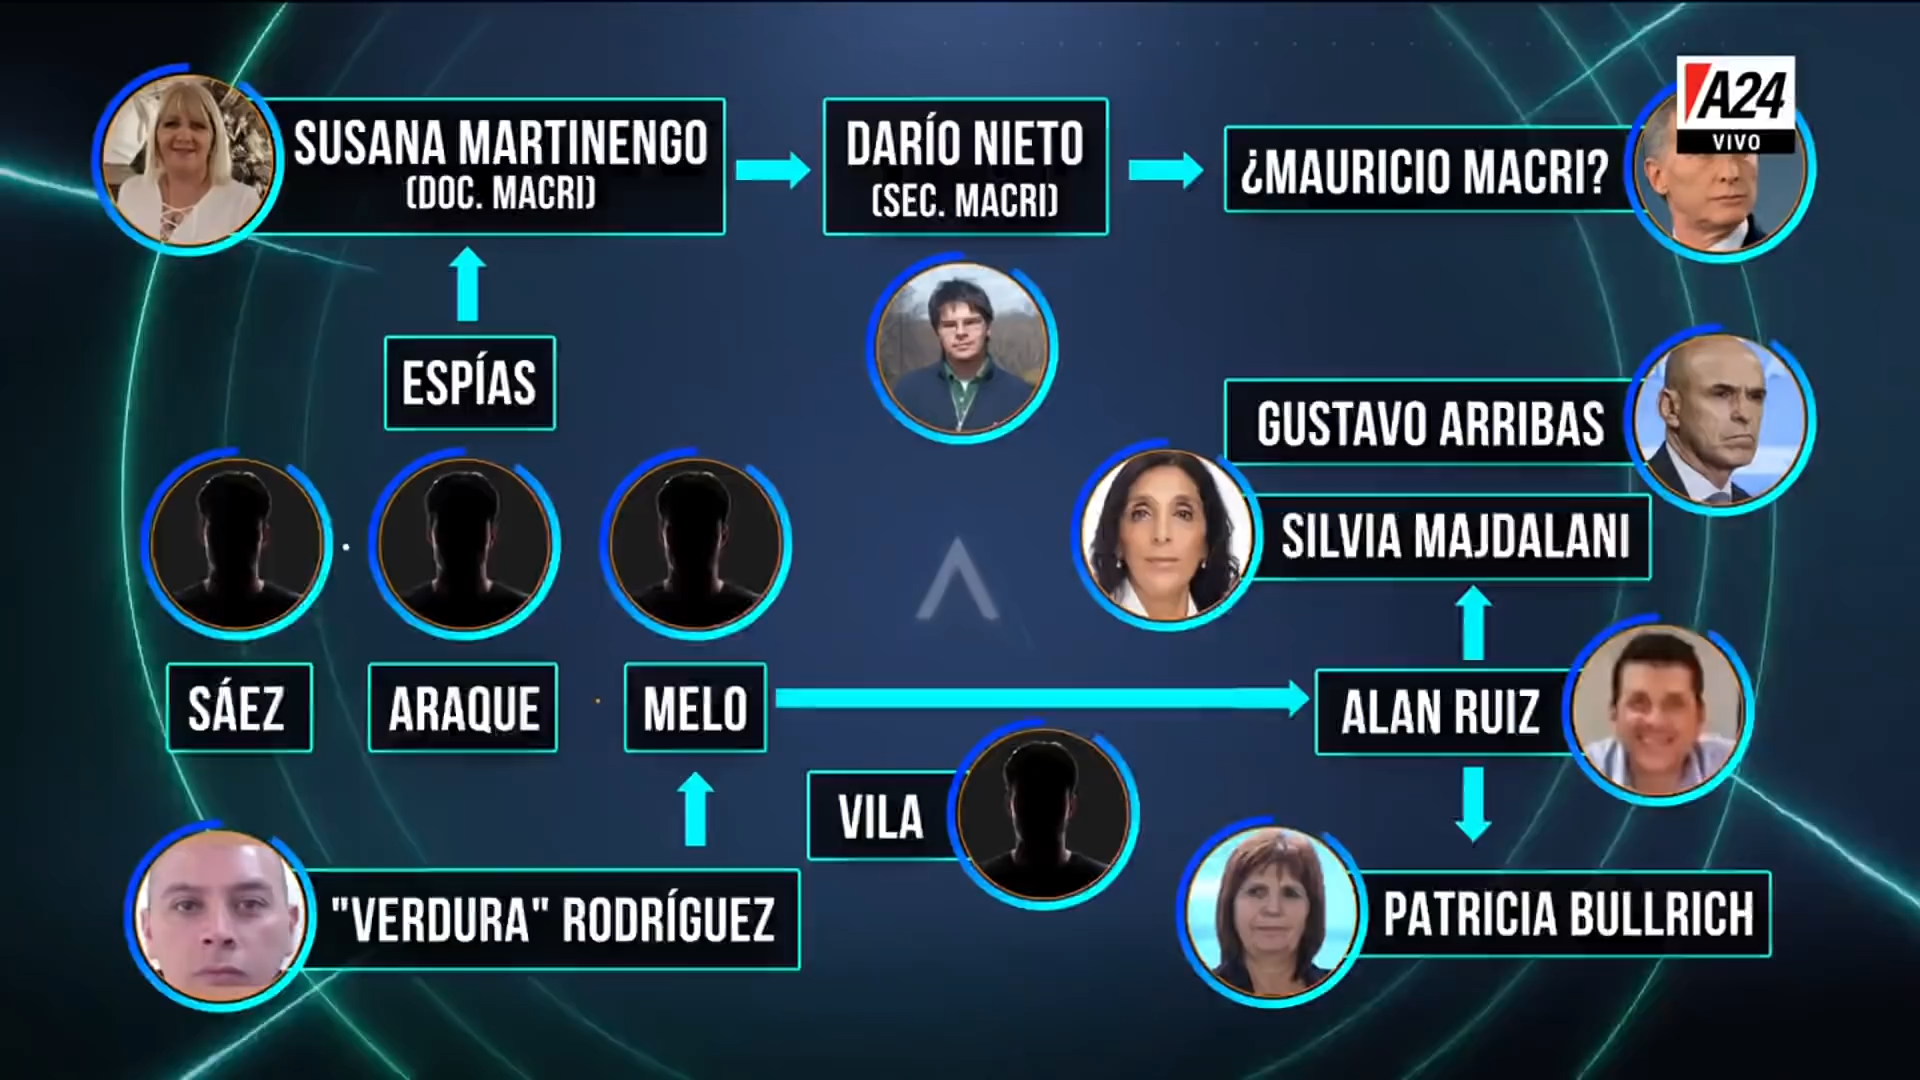 A24
VIVO
SUSANA MARTINENGO
(DOC. MACRI)
DARÍO NIETO
(SEC. MACRI)
¿MAURICIO MACRI?
ESPÍAS
GUSTAVO ARRIBAS
SILVIA MAJDALANI
SÁEZ
ARAQUE
MELO
ALAN RUIZ
VILA
"VERDURA" RODRÍGUEZ
PATRICIA BULLRICH